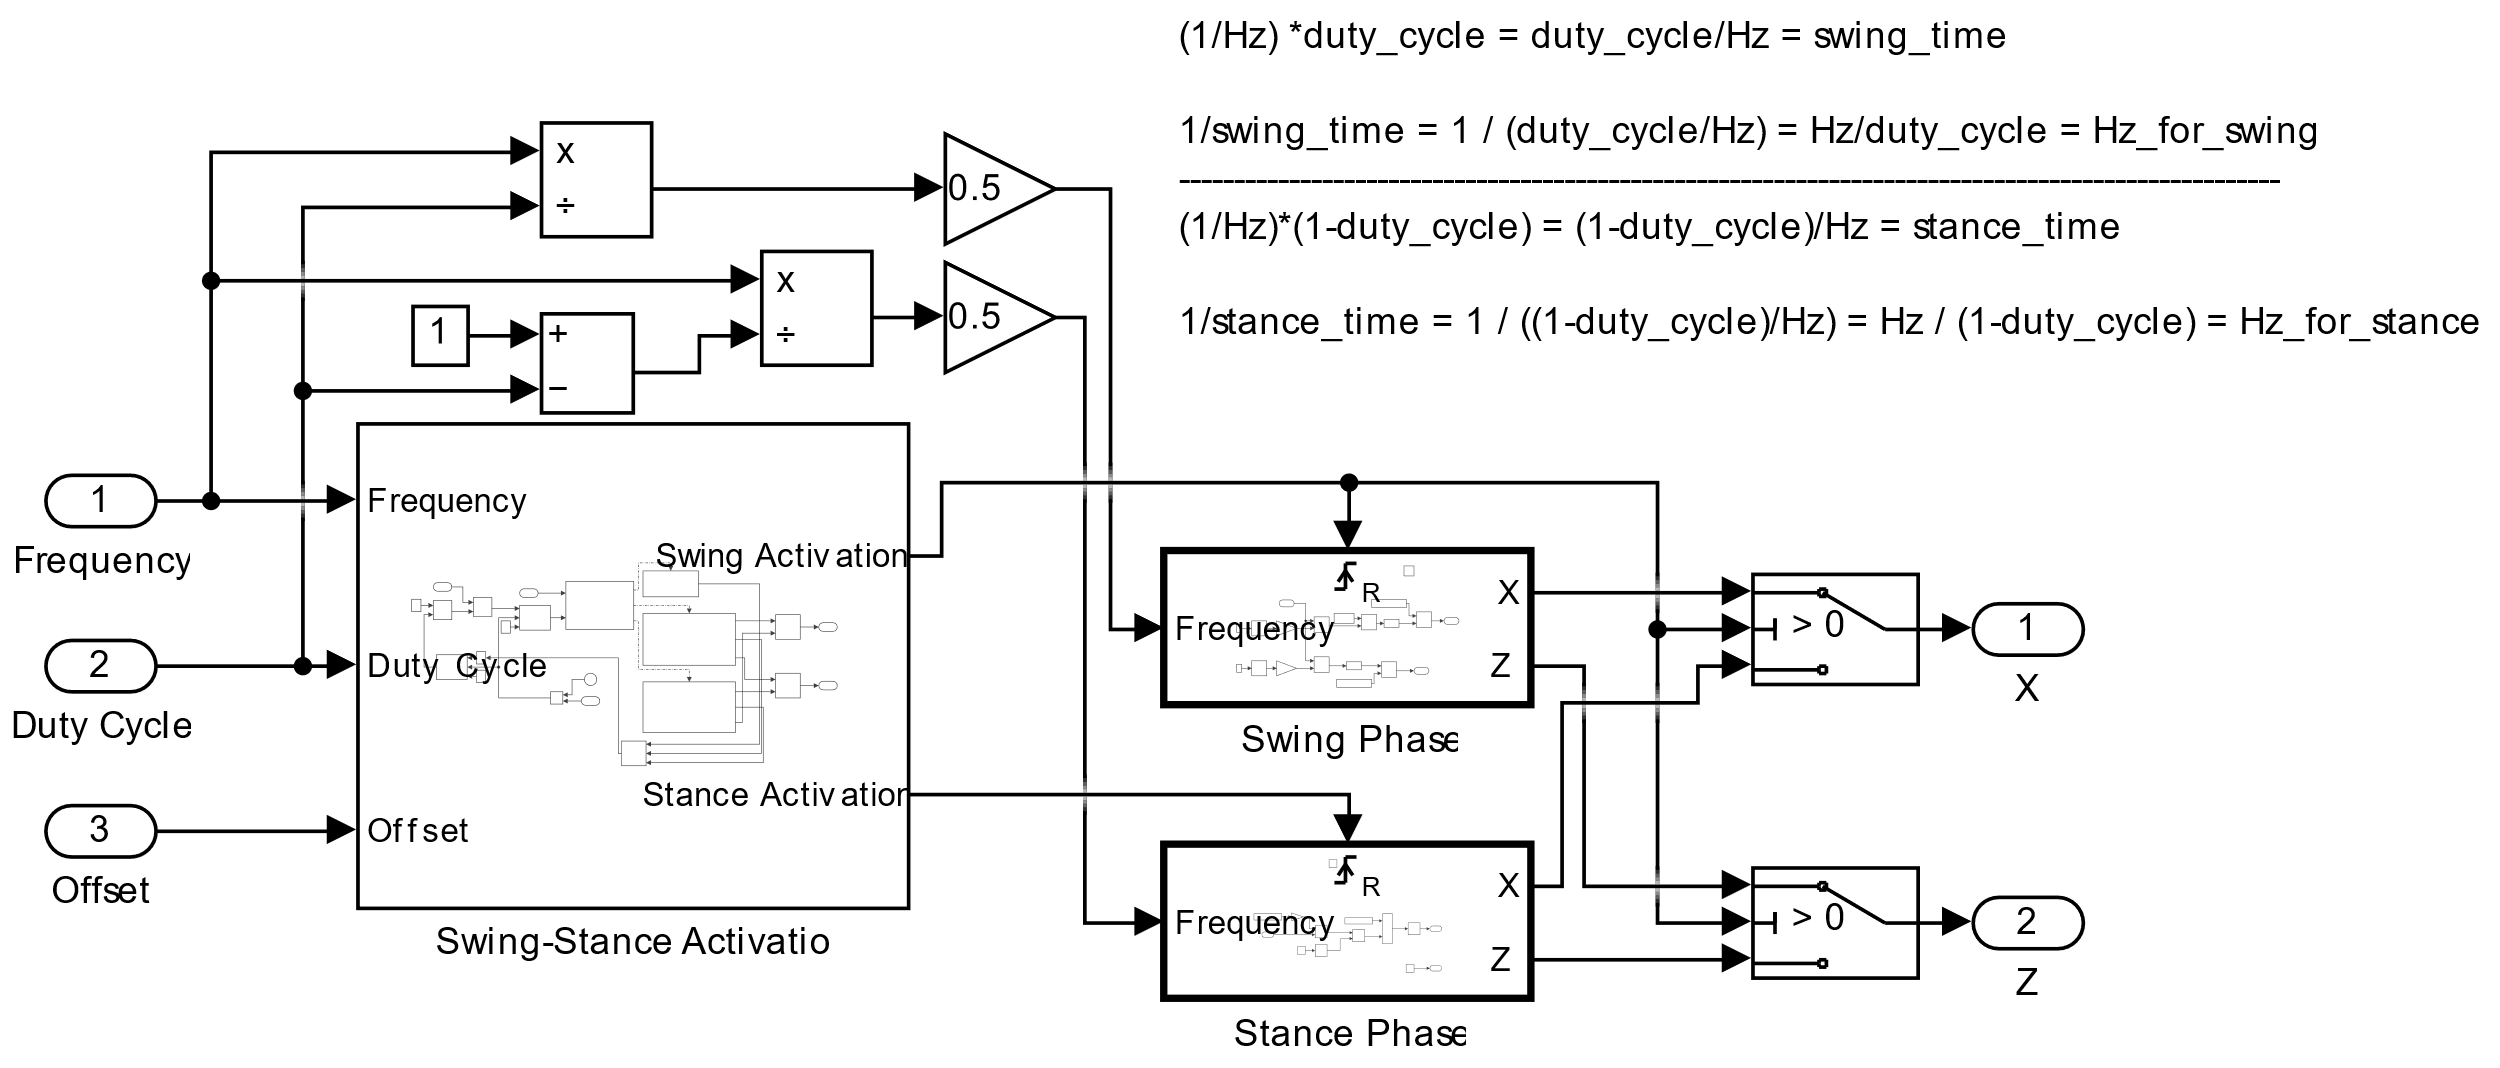 (1/Hz) *duty_cycle = duty_cycle/Hz = swing_time
1/swing_time = 1 / (duty_cycle/Hz) = Hz/duty_cycle = Hz_for_swing
--------------------------------------------------------------------------------------------------
(1/Hz)*(1-duty_cycle) = (1-duty_cycle)/Hz = stance_time
1/stance_time = 1 / ((1-duty_cycle)/Hz) = Hz / (1-duty_cycle) = Hz_for_stance
x
÷
0.5
x
÷
0.5
1
+
−
1
Frequency
2
Duty Cycle
3
Offset
Frequency
Duty Cycle
Offset
Swing Activation
Stance Activation
Swing-Stance Activatio
R
Frequency
X
Z
Swing Phase
R
Frequency
X
Z
Stance Phase
> 0
1
X
> 0
2
Z